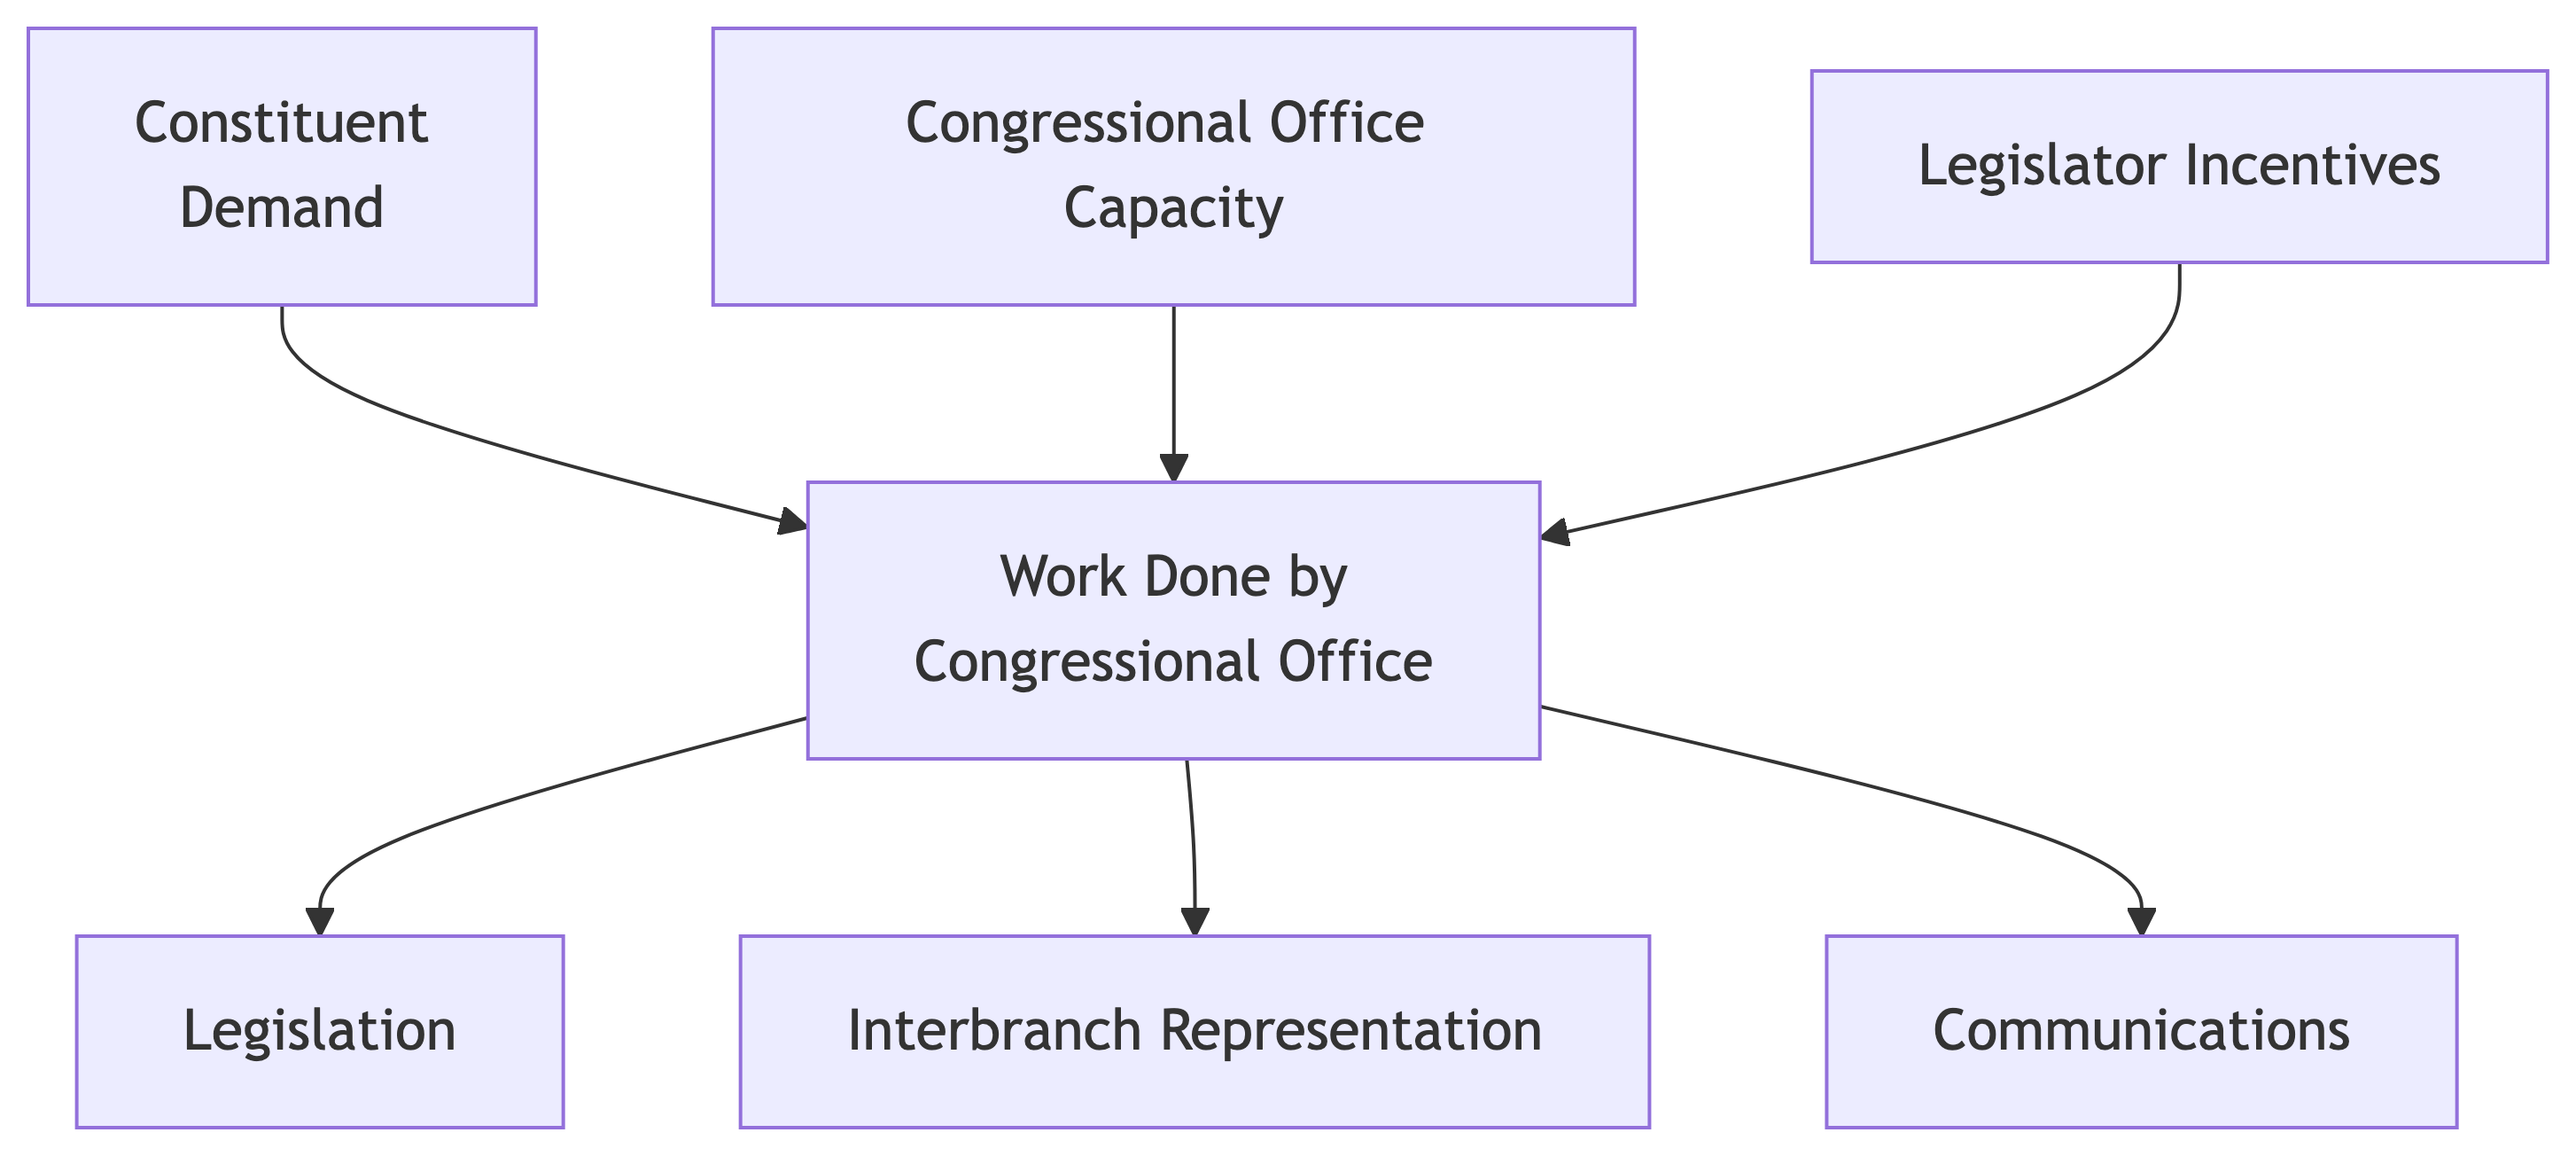 Constituent
Demand
Congressional Office
Capacity
Legislator Incentives
Work Done by
Congressional Office
Legislation
Interbranch Representation
Communications